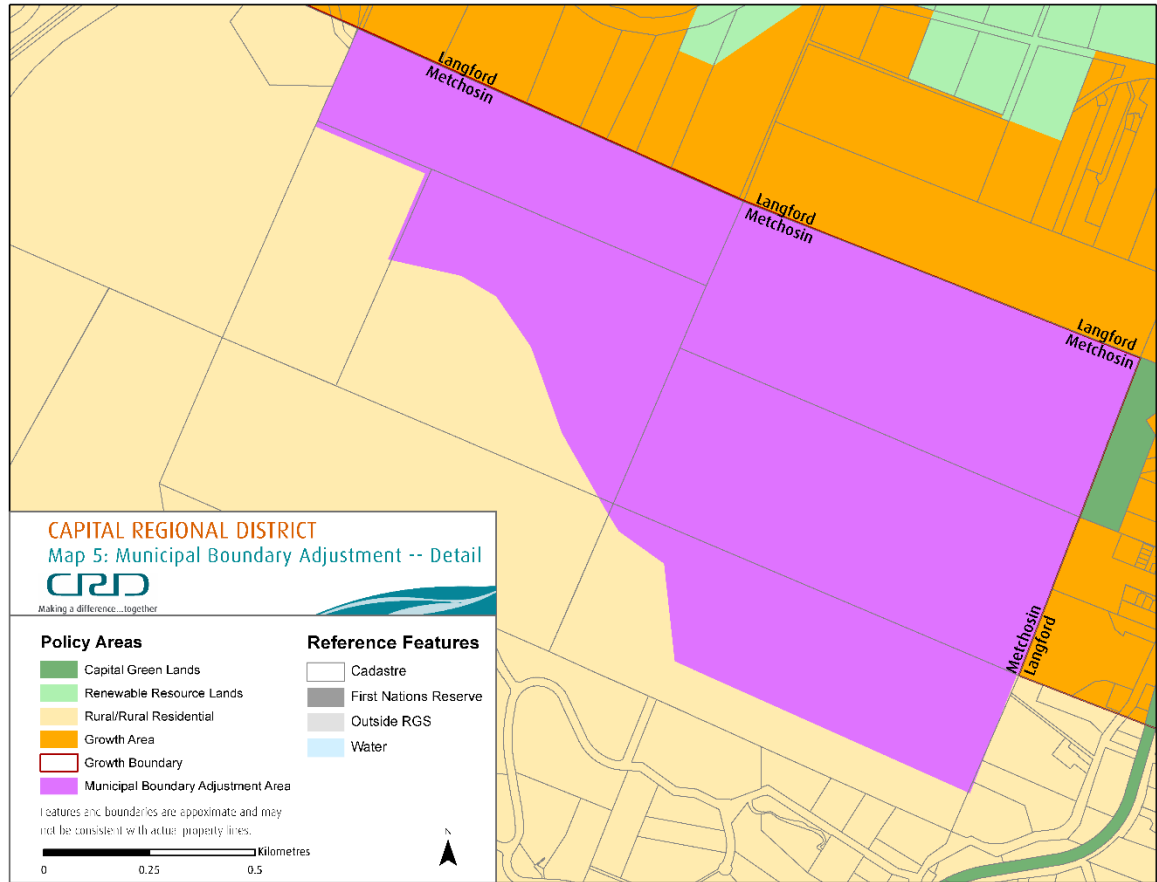 Langford
Metchosin
Langford
Metchosin
Langford
Metchosin
Metchosin
Langford
CAPITAL REGIONAL DISTRICT
Map 5: Municipal Boundary Adjustment -- Detail
CRD
Making a difference...together
Policy Areas
Capital Green Lands
Renewable Resource Lands
Rural/Rural Residential
Growth Area
Growth Boundary
Municipal Boundary Adjustment Area
Reference Features
Cadastre
First Nations Reserve
Outside RGS
Water
Features and boundaries are appoximate and may
not be consistent with actual property lines.
Kilometres
0 0.25 0.5
N